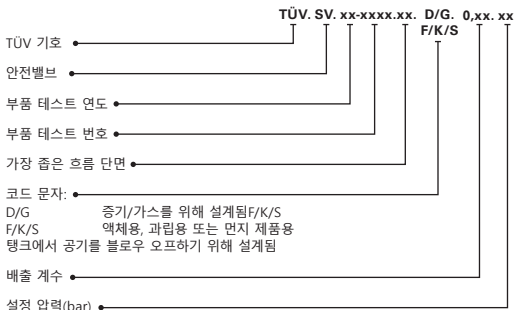 TÜV. SV. xx-xxxx.xx. D/G. 0,xx. xx
F/K/S
TÜV 기호
안전밸브
부품 테스트 연도
부품 테스트 번호
가장 좁은 흐름 단면
코드 문자:
D/G 증기/가스를 위해 설계됨F/K/S
F/K/S 액체용, 과립용 또는 먼지 제품용
탱크에서 공기를 블로우 오프하기 위해 설계됨
배출 계수
설정 압력(bar)